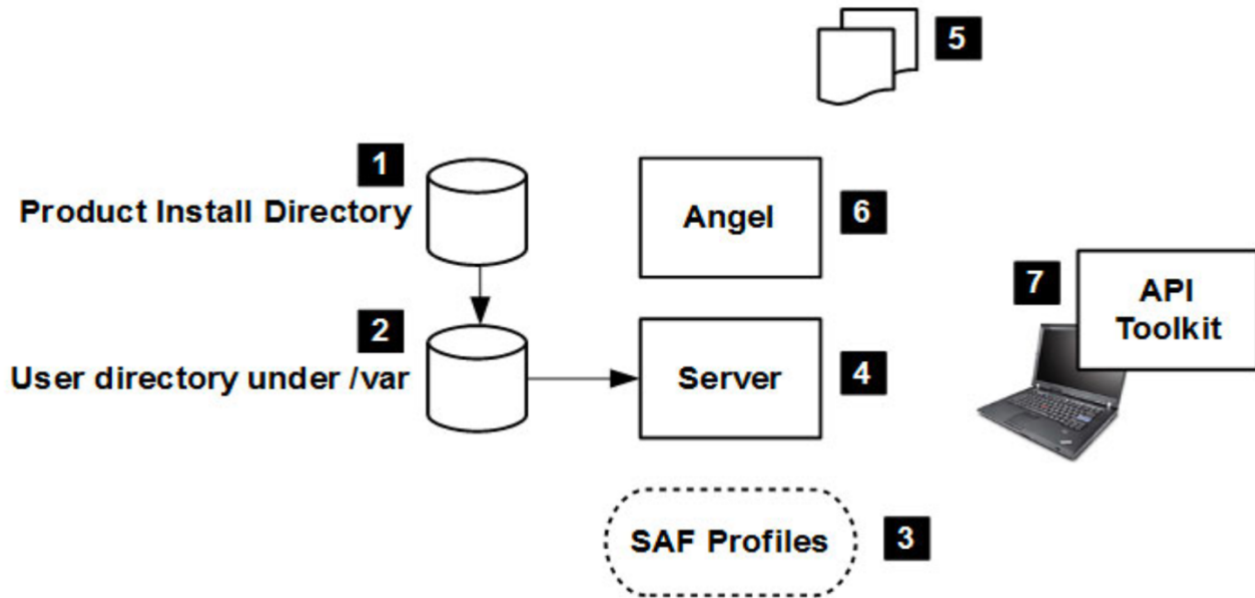 5
1
Product Install Directory
Angel
6
7
API
Toolkit
2
User directory under /var
Server
4
SAF Profiles
3